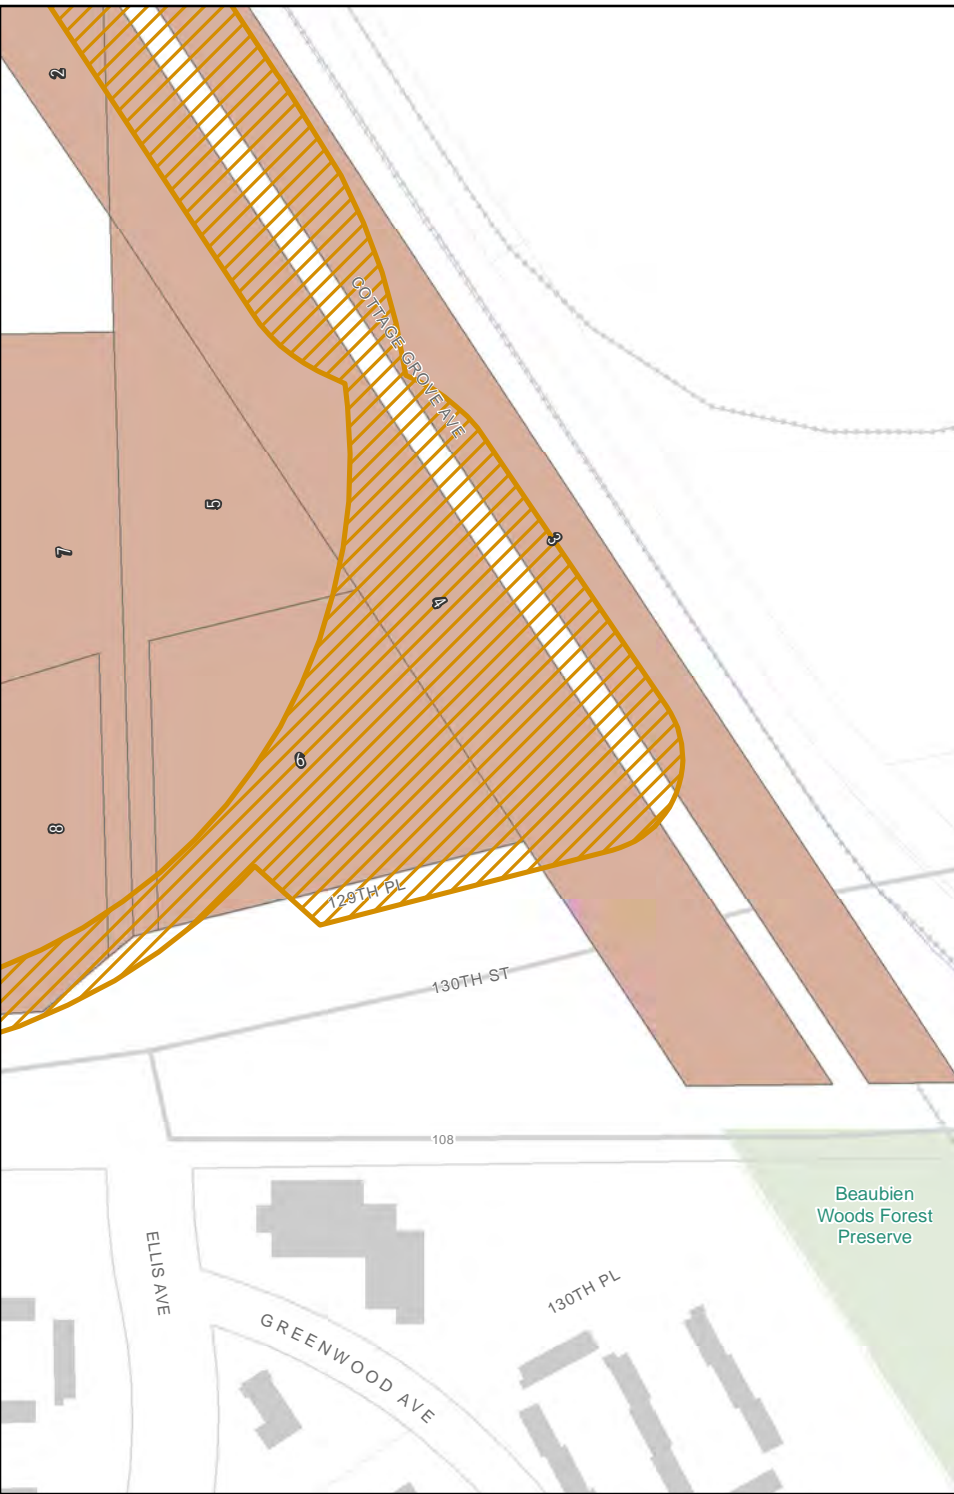 2
COTTAGE GROVE AVE
5
3
7
4
6
8
129TH PL
130TH ST
108
Beaubien
Woods Forest
Preserve
ELLIS AVE
130TH PL
GREENWOOD AVE